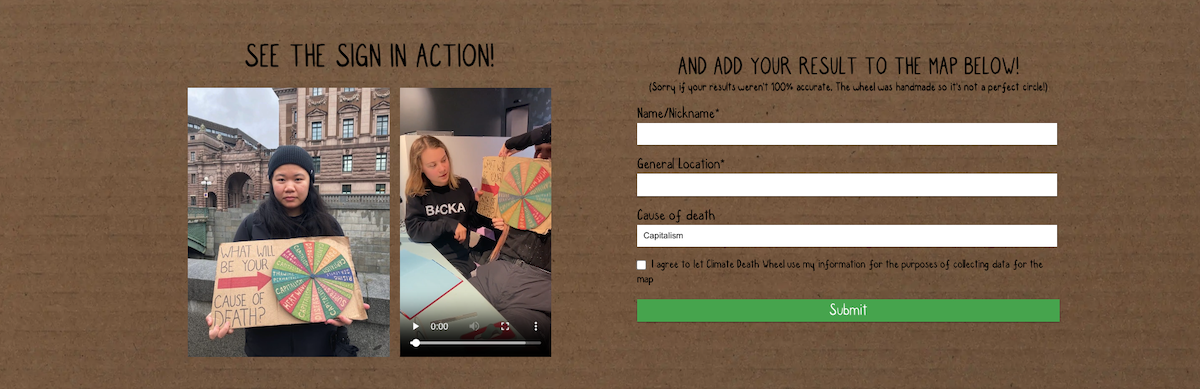 SEE THE SIGN IN ACTION!
WHAT WILL
BE YOUR
CAUSE OF
DEATH?
CAPITALISM
BACKA
0:00
AND ADD YOUR RESULT TO THE MAP BELOW!
(Sorry if your results weren't 100% accurate. The wheel was handmade so it's not a perfect circle!)
Name/Nickname*
General Location*
Cause of death
Capitalism
I agree to let Climate Death Wheel use my information for the purposes of collecting data for the
map
Submit